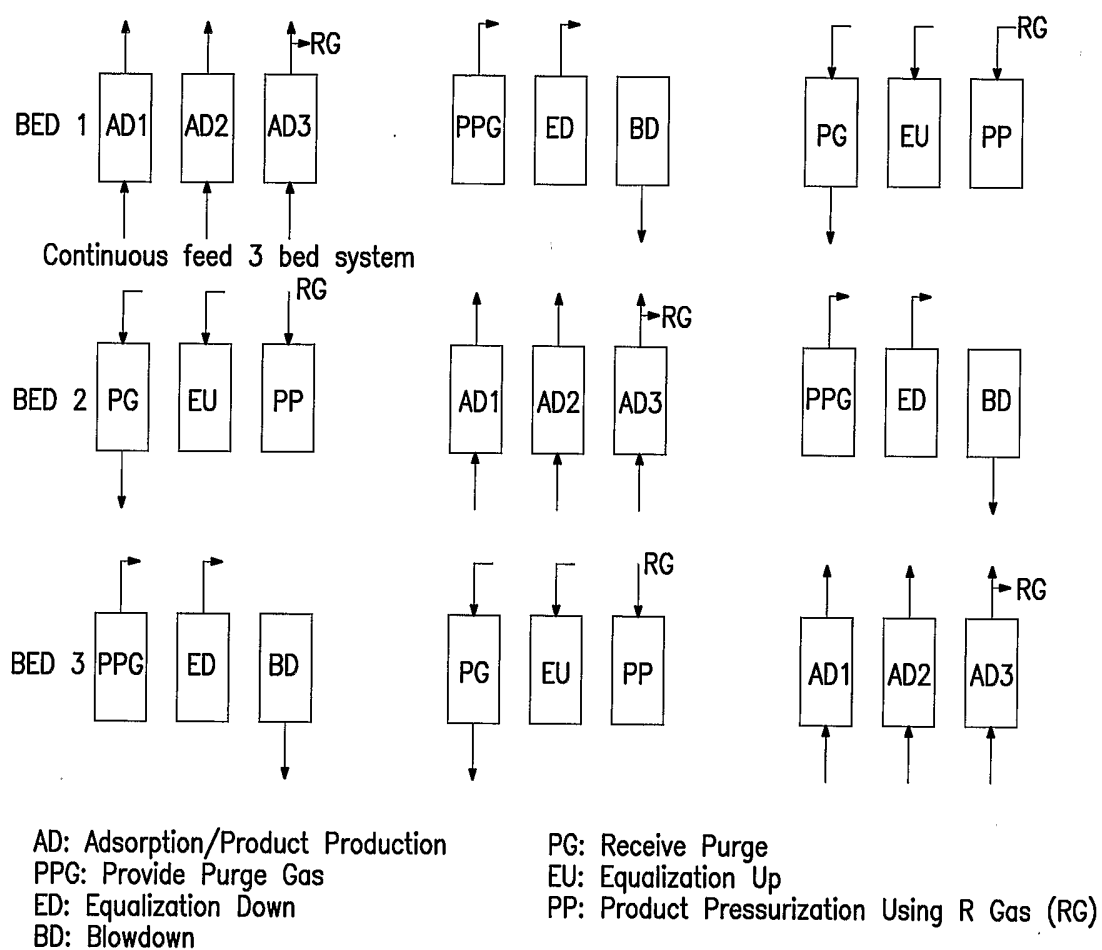 RG
RG
BED 1 AD1 AD2 AD3 PPG ED BD PG EU PP
Continuous feed 3 bed system
RG
RG
BED 2 PG EU PP AD1 AD2 AD3 PPG ED BD
RG
RG
BED 3 PPG ED BD PG EU PP AD1 AD2 AD3
AD: Adsorption/Product Production
PPG: Provide Purge Gas
ED: Equalization Down
BD: Blowdown
PG: Receive Purge
EU: Equalization Up
PP: Product Pressurization Using R Gas (RG)